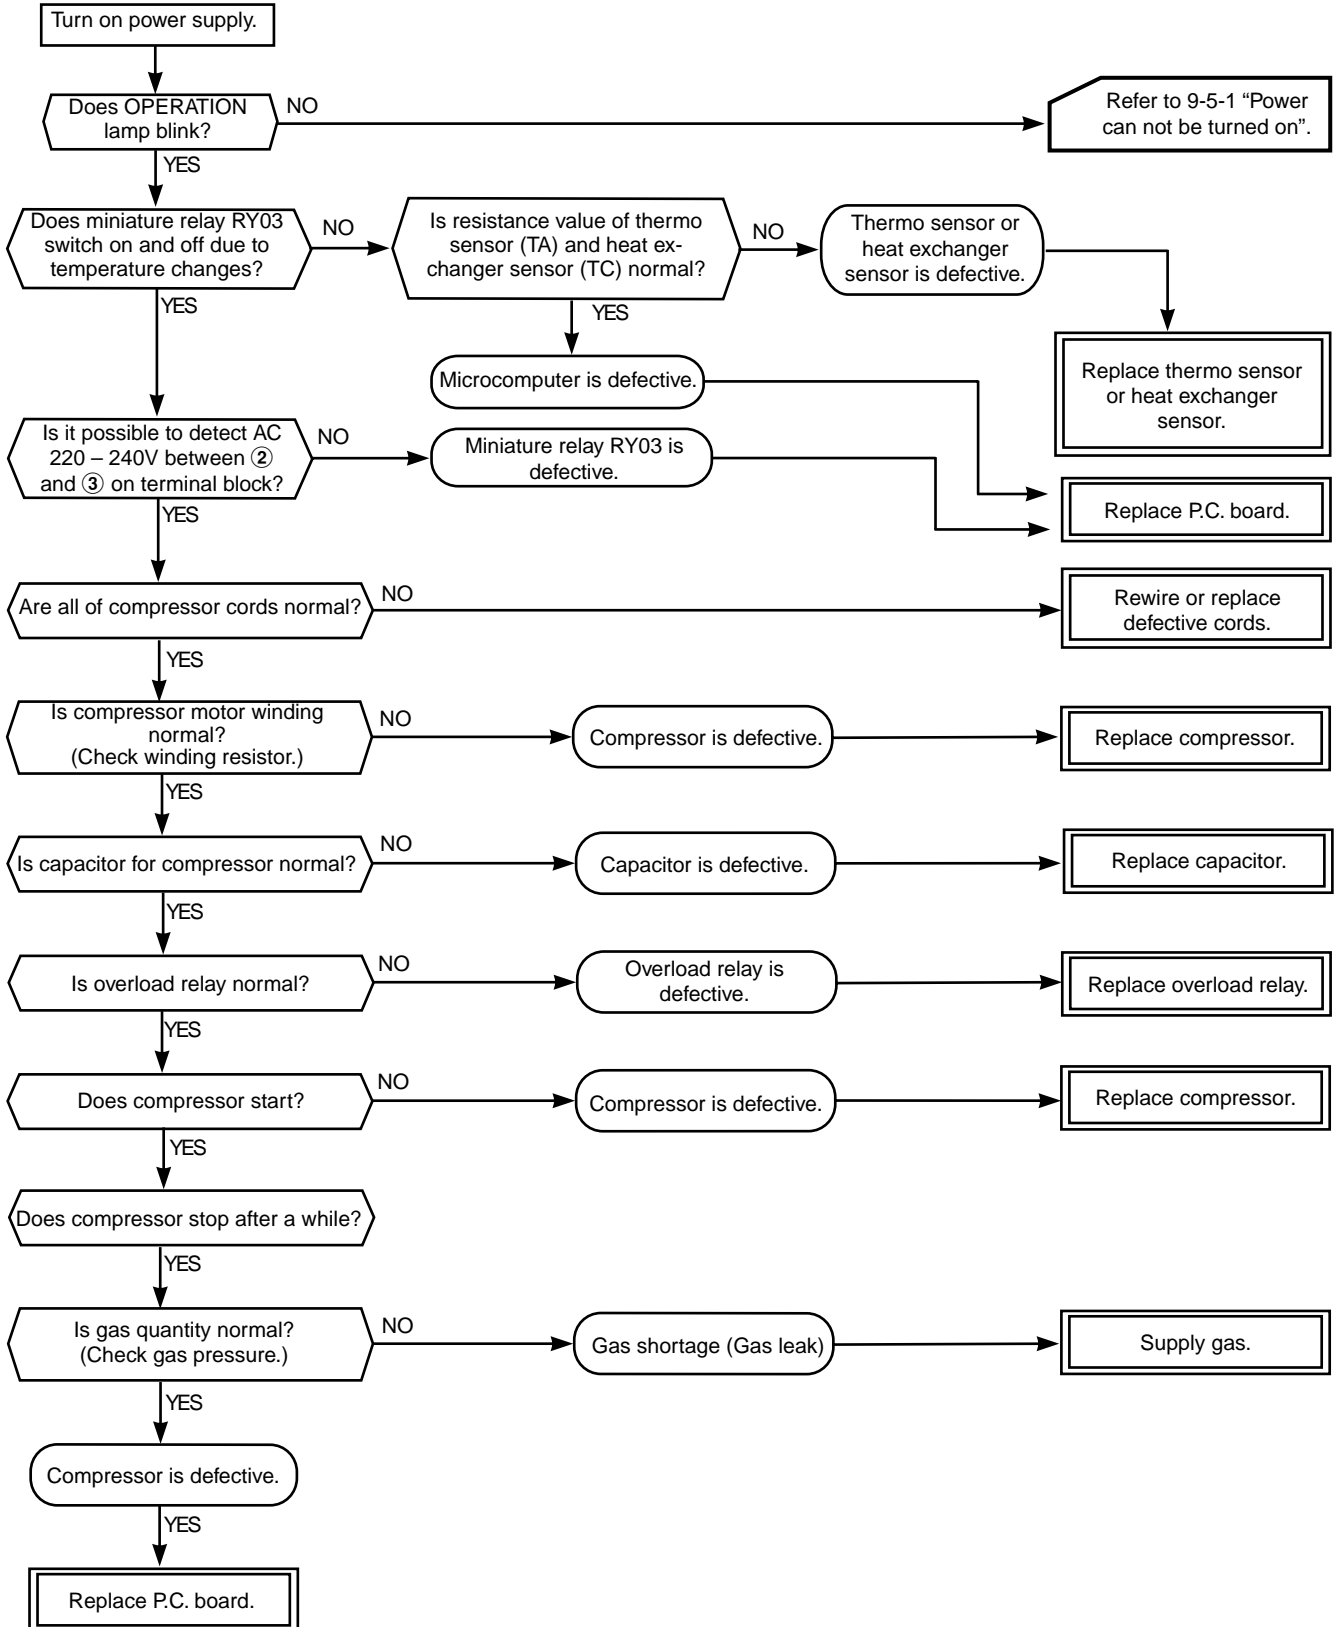 Turn on power supply.
Does OPERATION
lamp blink?
NO
Refer to 9-5-1 “Power
can not be turned on”.
YES
Does miniature relay RY03
switch on and off due to
temperature changes?
NO
Is resistance value of thermo
sensor (TA) and heat ex-
changer sensor (TC) normal?
NO
Thermo sensor or
heat exchanger
sensor is defective.
YES
YES
Microcomputer is defective.
Replace thermo sensor
or heat exchanger
sensor.
Is it possible to detect AC
220 – 240V between ②
and ③ on terminal block?
NO
Miniature relay RY03 is
defective.
Replace P.C. board.
YES
Are all of compressor cords normal?
NO
Rewire or replace
defective cords.
YES
Is compressor motor winding
normal?
(Check winding resistor.)
NO
Compressor is defective.
Replace compressor.
YES
Is capacitor for compressor normal?
NO
Capacitor is defective.
Replace capacitor.
YES
Is overload relay normal?
NO
Overload relay is
defective.
Replace overload relay.
YES
Does compressor start?
NO
Compressor is defective.
Replace compressor.
YES
Does compressor stop after a while?
YES
Is gas quantity normal?
(Check gas pressure.)
NO
Gas shortage (Gas leak)
Supply gas.
YES
Compressor is defective.
YES
Replace P.C. board.